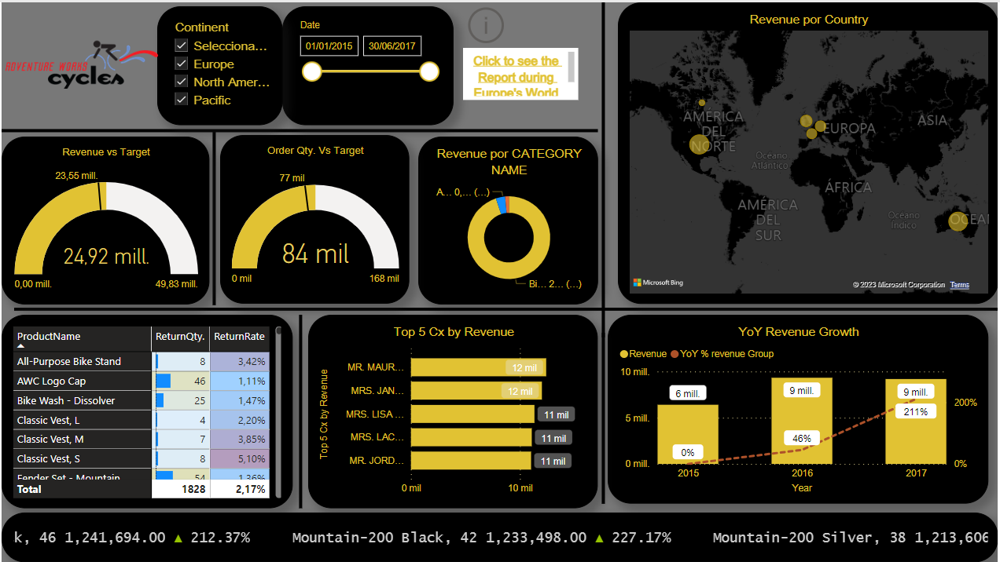 ADVENTURE WORKS
cycles
Continent
Selecciona...
Europe
North Amer...
Pacific
Date
01/01/2015
30/06/2017
i
Click to see the
Report during
Europe's World
Revenue por Country
AMÉRICA
DEL
NORTE
EUROPA
ASIA
Océano
Atlántico
ÁFRICA
AMÉRICA
DEL
SUR
Océano
Índico
OCEA
Microsoft Bing
© 2023 Microsoft Corporation Terms
Revenue vs Target
23,55 mill.
24,92 mill.
0,00 mill.
49,83 mill.
Order Qty. Vs Target
77 mil
84 mil
0 mil
168 mil
Revenue por CATEGORY
NAME
A... 0,... (...)
Bi... 2... (...)
ProductName ReturnQty. ReturnRate
All-Purpose Bike Stand 8 3,42%
AWC Logo Cap 46 1,11%
Bike Wash - Dissolver 25 1,47%
Classic Vest, L 4 2,20%
Classic Vest, M 7 3,85%
Classic Vest, S 8 5,10%
Fender Set - Mountain 54 1,36%
Total 1828 2,17%
Top 5 Cx by Revenue
Top 5 Cx by Revenue
MR. MAUR... 12 mil
MRS. JAN... 12 mil
MRS. LISA ... 11 mil
MRS. LAC... 11 mil
MR. JORD... 11 mil
0 mil
10 mil
YoY Revenue Growth
Revenue YoY % revenue Group
10 mill.
5 mill.
0 mill.
6 mill.
9 mill.
9 mill.
0%
46%
211%
200%
0%
2015
2016
2017
Year
k, 46 1,241,694.00 ▲ 212.37% Mountain-200 Black, 42 1,233,498.00 ▲ 227.17% Mountain-200 Silver, 38 1,213,606